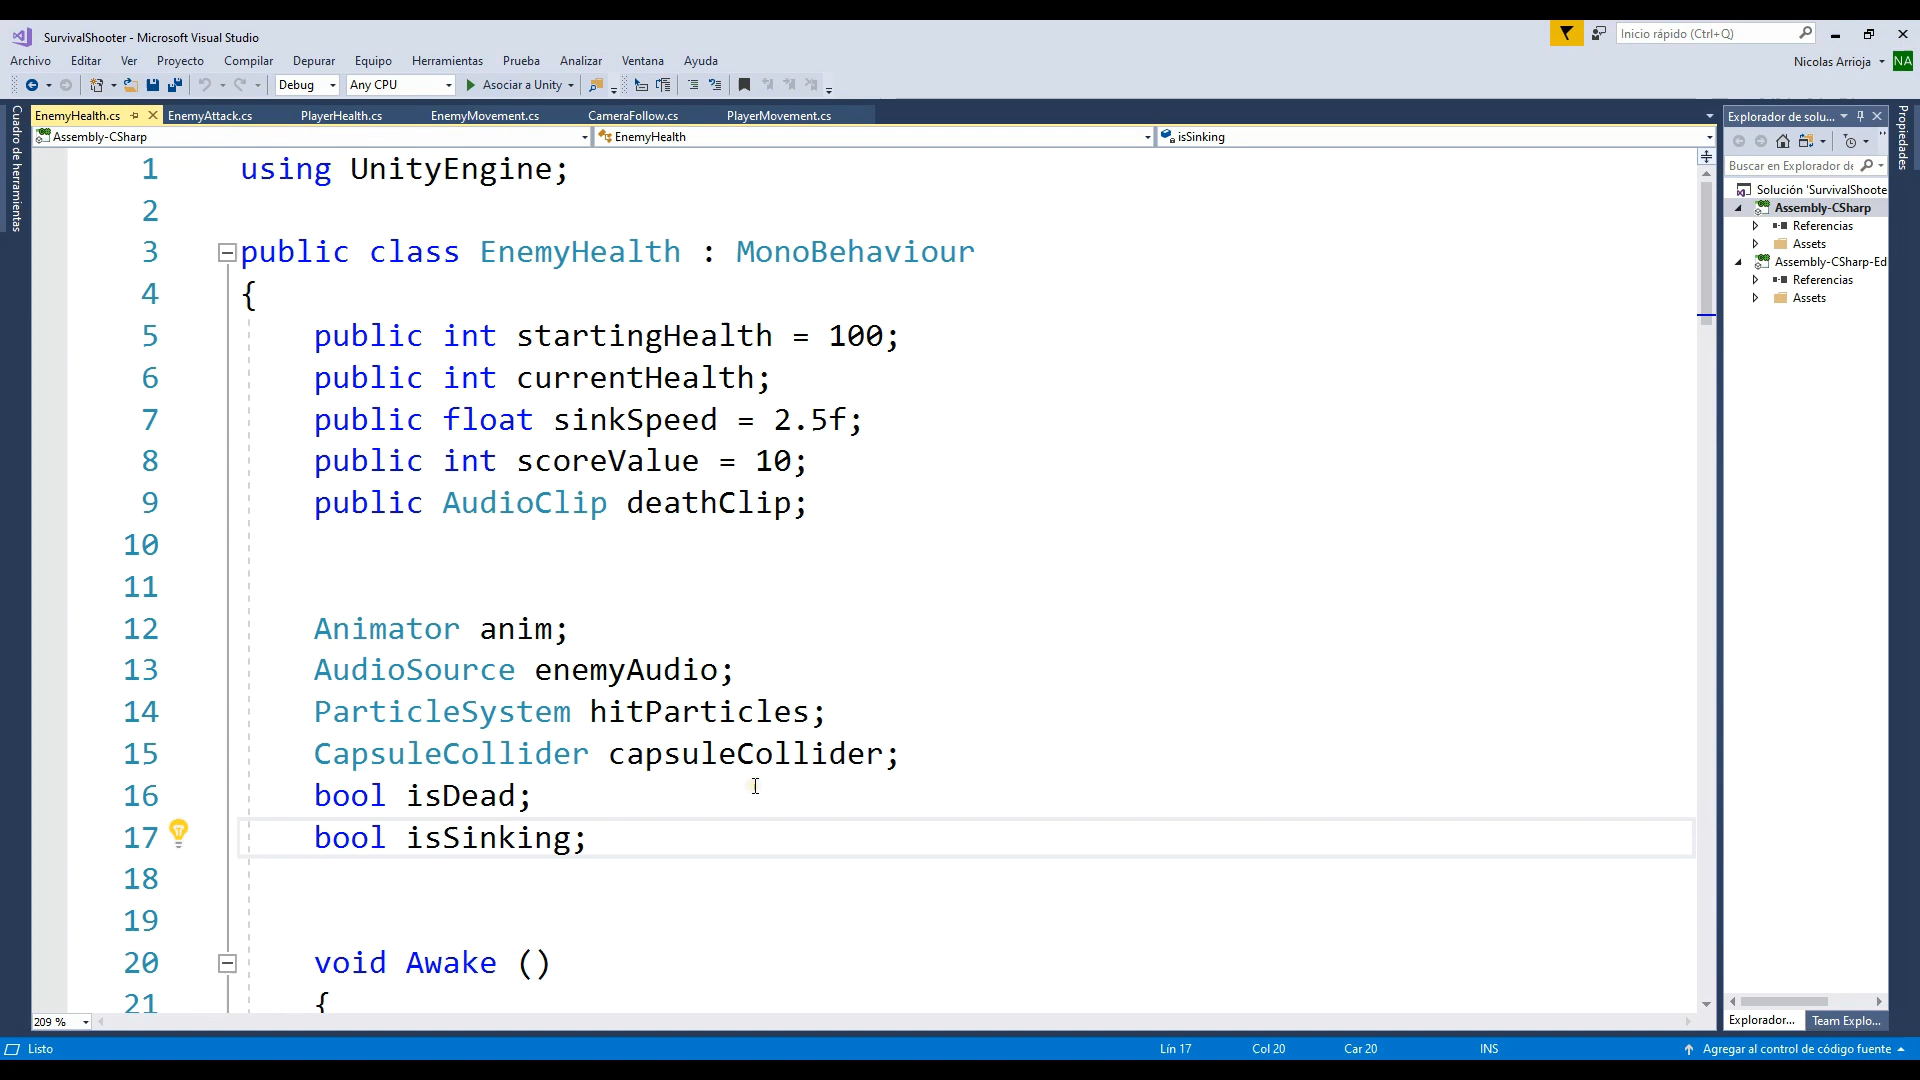 SurvivalShooter - Microsoft Visual Studio
Inicio rápido (Ctrl+Q)
Archivo Editar Ver Proyecto Compilar Depurar Equipo Herramientas Prueba Analizar Ventana Ayuda
Nicolas Arrioja NA
Debug Any CPU Asociar a Unity
EnemyHealth.cs EnemyAttack.cs PlayerHealth.cs EnemyMovement.cs CameraFollow.cs PlayerMovement.cs
Assembly-CSharp EnemyHealth isSinking
Cuadro de herramientas
1 using UnityEngine;
2
3 public class EnemyHealth : MonoBehaviour
4 {
5 public int startingHealth = 100;
6 public int currentHealth;
7 public float sinkSpeed = 2.5f;
8 public int scoreValue = 10;
9 public AudioClip deathClip;
10
11
12 Animator anim;
13 AudioSource enemyAudio;
14 ParticleSystem hitParticles;
15 CapsuleCollider capsuleCollider;
16 bool isDead;
17 bool isSinking;
18
19
20 void Awake ()
21 {
209 %
Explorador de solu...
Buscar en Explorador de
Solución 'SurvivalShoote
Assembly-CSharp
Referencias
Assets
Assembly-CSharp-Ed
Referencias
Assets
Explorador... Team Explo...
Propiedades
Listo Lín 17 Col 20 Car 20 INS Agregar al control de código fuente